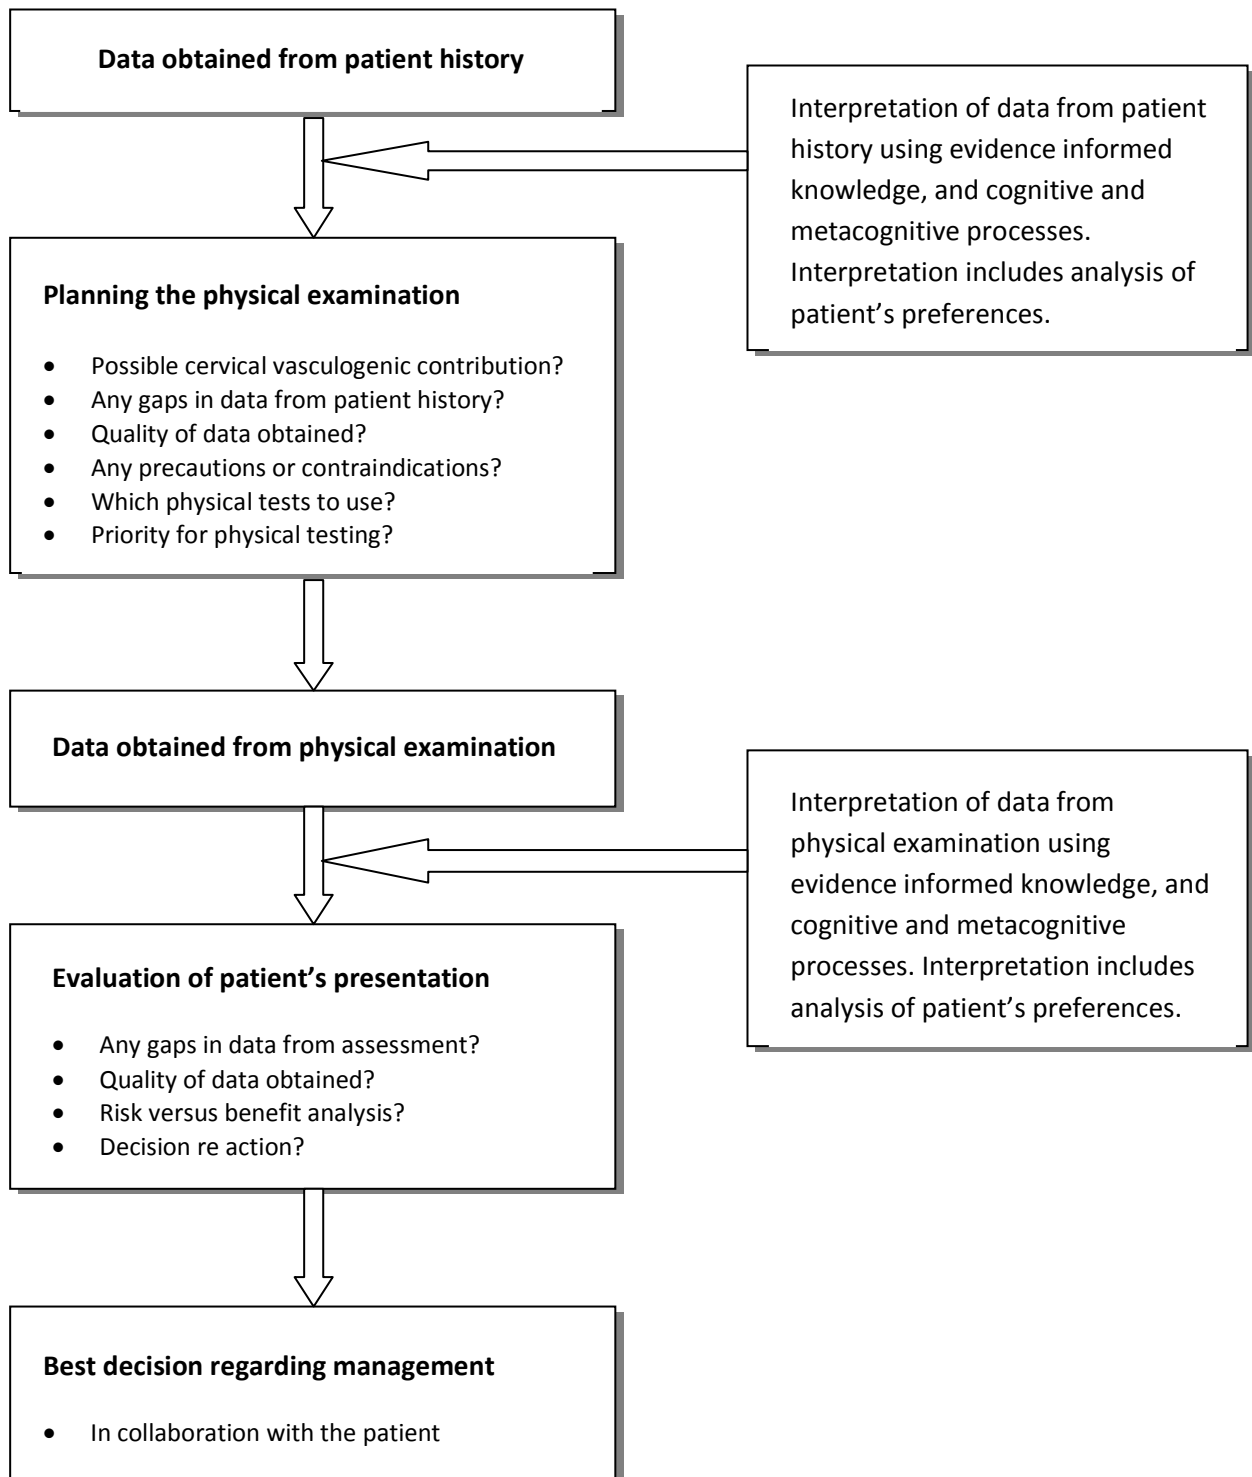 Data obtained from patient history
Interpretation of data from patient
history using evidence informed
knowledge, and cognitive and
metacognitive processes.
Interpretation includes analysis of
patient’s preferences.
Planning the physical examination
• Possible cervical vasculogenic contribution?
• Any gaps in data from patient history?
• Quality of data obtained?
• Any precautions or contraindications?
• Which physical tests to use?
• Priority for physical testing?
Data obtained from physical examination
Interpretation of data from
physical examination using
evidence informed knowledge, and
cognitive and metacognitive
processes. Interpretation includes
analysis of patient’s preferences.
Evaluation of patient’s presentation
• Any gaps in data from assessment?
• Quality of data obtained?
• Risk versus benefit analysis?
• Decision re action?
Best decision regarding management
• In collaboration with the patient